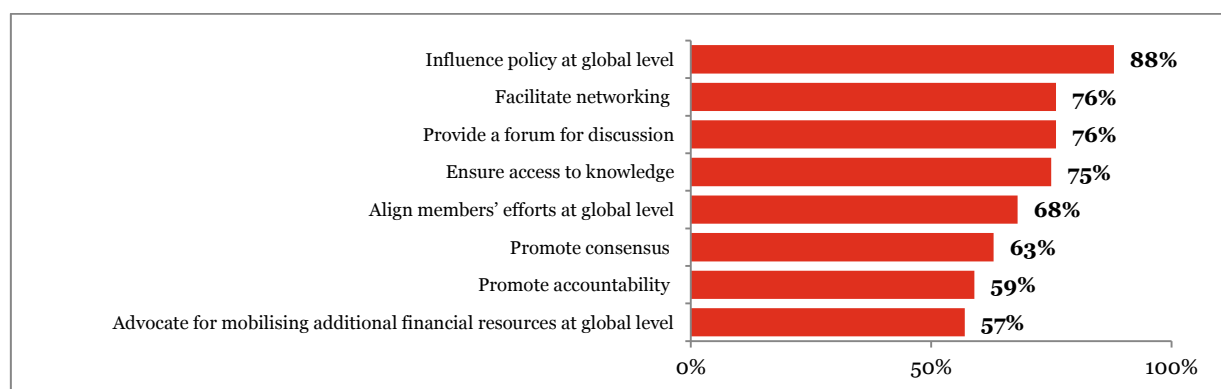 Influence policy at global level 88%
Facilitate networking 76%
Provide a forum for discussion 76%
Ensure access to knowledge 75%
Align members’ efforts at global level 68%
Promote consensus 63%
Promote accountability 59%
Advocate for mobilising additional financial resources at global level 57%
0% 50% 100%